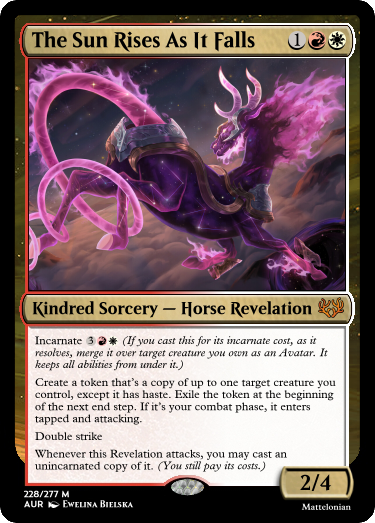 The Sun Rises As It Falls 1
Kindred Sorcery — Horse Revelation
Incarnate 3 (If you cast this for its incarnate cost, as it
resolves, merge it over target creature you own as an Avatar. It
keeps all abilities from under it.)
Create a token that's a copy of up to one target creature you
control, except it has haste. Exile the token at the beginning
of the next end step. If it's your combat phase, it enters
tapped and attacking.
Double strike
Whenever this Revelation attacks, you may cast an
unincarnated copy of it. (You still pay its costs.)
2/4
228/277 M
AUR Ewelina Bielska
Mattelonian